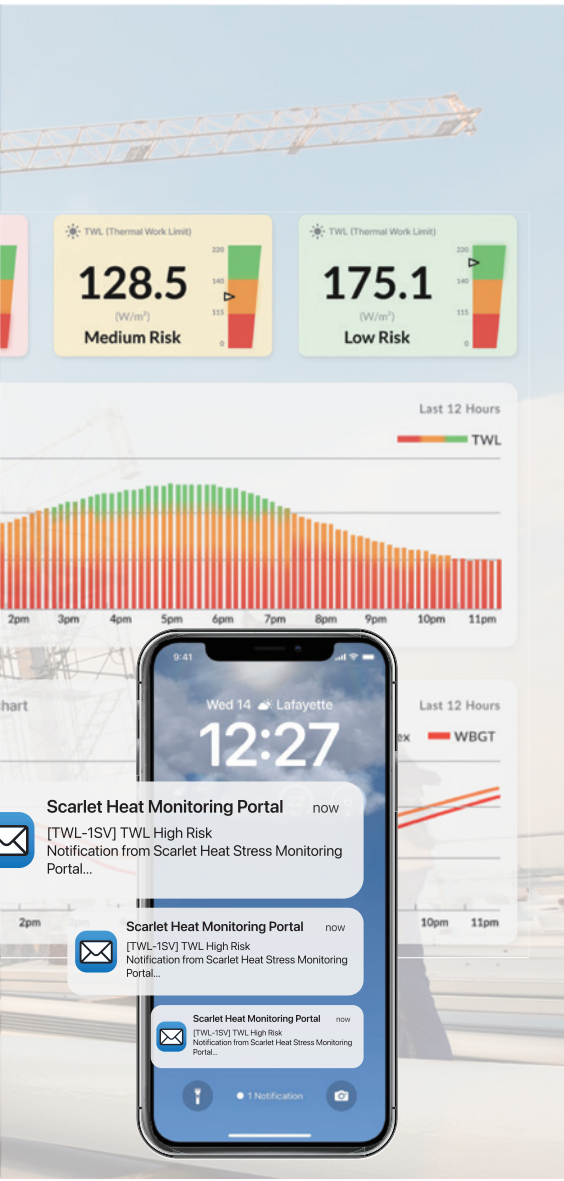 TWL (Thermal Work Limit)
128.5
(W/m²)
Medium Risk
220
140
115
0
TWL (Thermal Work Limit)
175.1
(W/m²)
Low Risk
220
140
115
0
Last 12 Hours
TWL
2pm 3pm 4pm 5pm 6pm 7pm 8pm 9pm 10pm 11pm
hart
Last 12 Hours
ex WBGT
2pm 10pm 11pm
9:41
Wed 14 Lafayette
12:27
Scarlet Heat Monitoring Portal now
[TWL-1SV] TWL High Risk
Notification from Scarlet Heat Stress Monitoring
Portal...
Scarlet Heat Monitoring Portal now
[TWL-1SV] TWL High Risk
Notification from Scarlet Heat Stress Monitoring
Portal...
Scarlet Heat Monitoring Portal now
[TWL-1SV] TWL High Risk
Notification from Scarlet Heat Stress Monitoring
Portal...
1 Notification